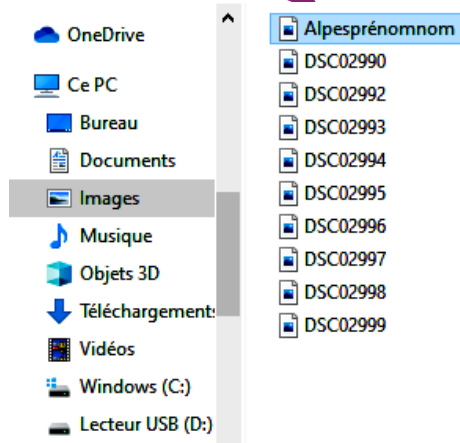 OneDrive
Ce PC
Bureau
Documents
Images
Musique
Objets 3D
Téléchargement
Vidéos
Windows (C:)
Lecteur USB (D:)
Alpesprénomnom
DSC02990
DSC02992
DSC02993
DSC02994
DSC02995
DSC02996
DSC02997
DSC02998
DSC02999